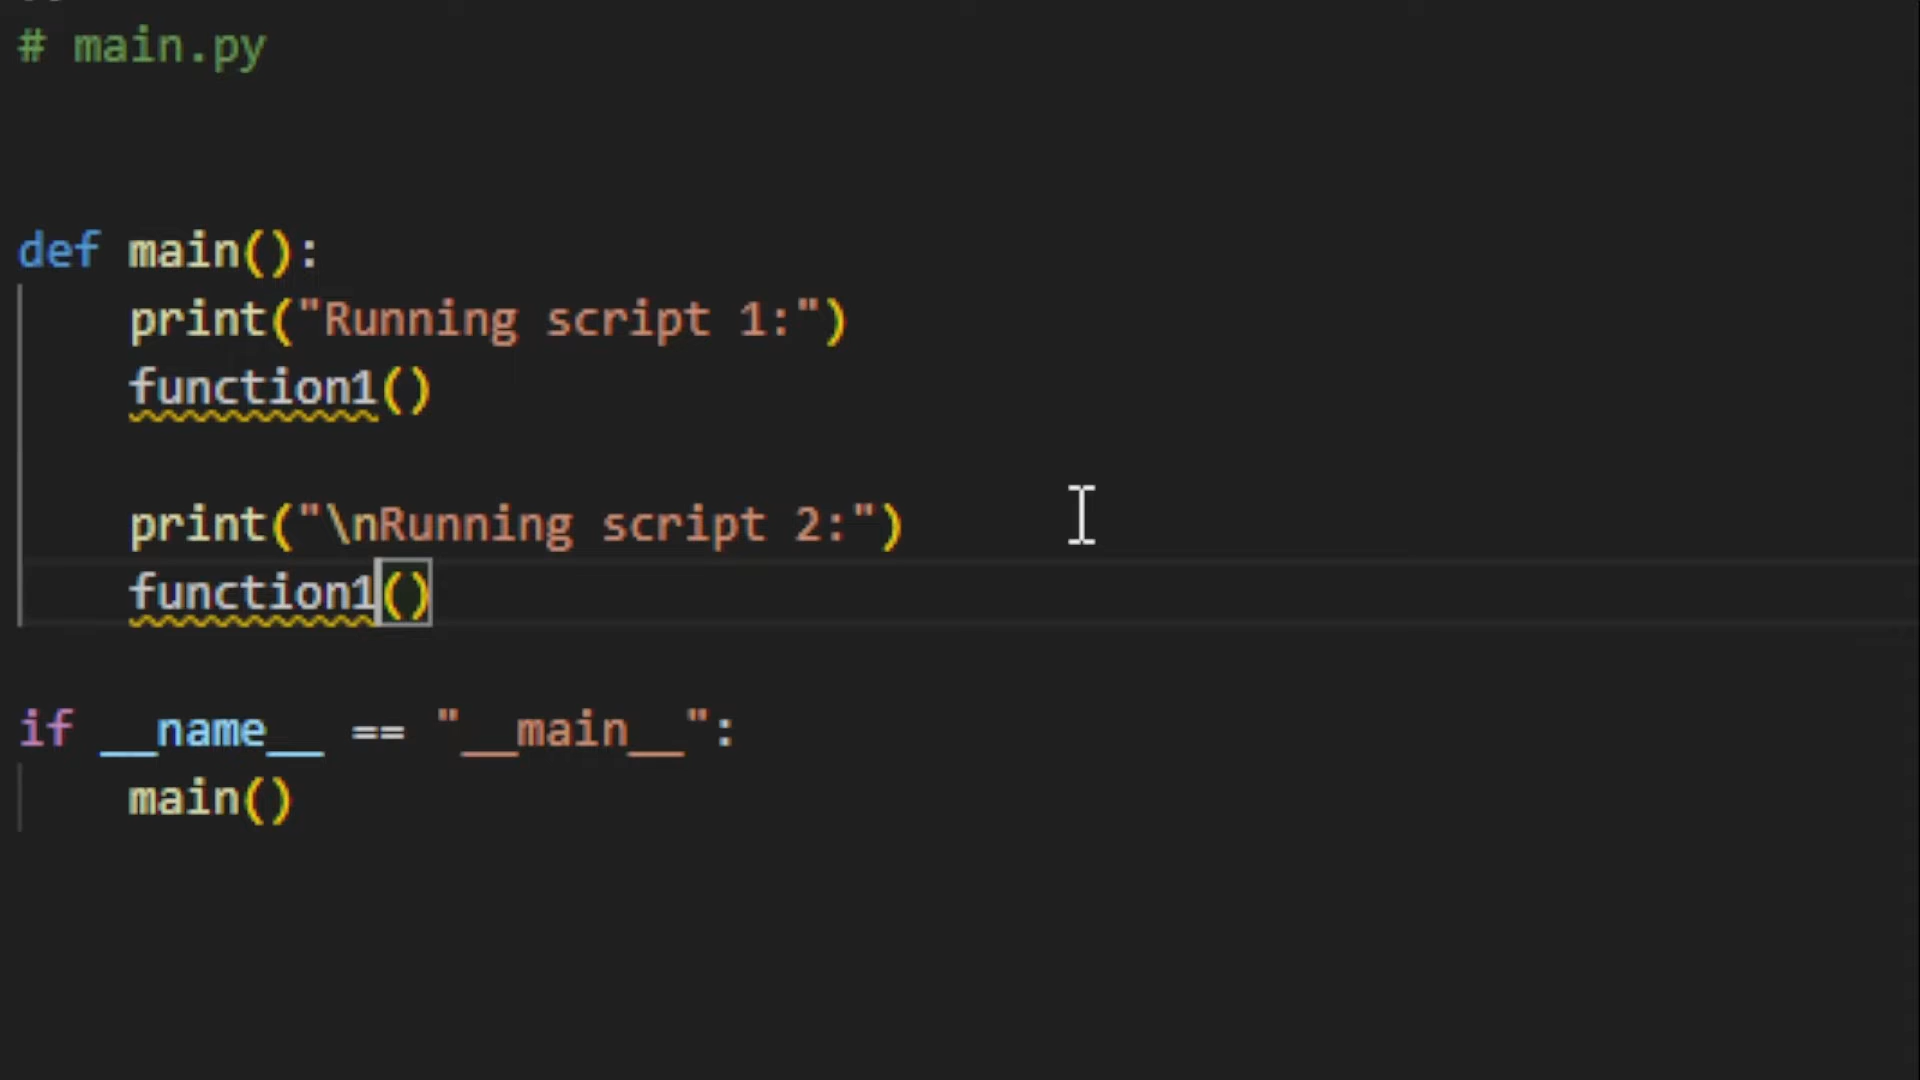 # main.py
def main():
    print("Running script 1:")
    function1()
    print("\nRunning script 2:")
    function1()
if __name__ == "__main__":
    main()